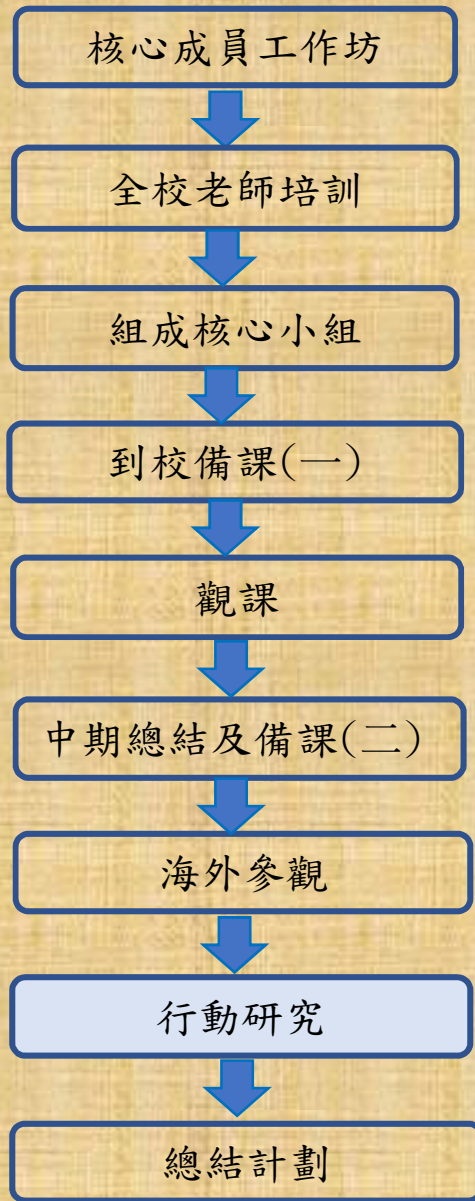 核心成員工作坊
全校老師培訓
組成核心小組
到校備課(一)
觀課
中期總結及備課(二)
海外參觀
行動研究
總結計劃